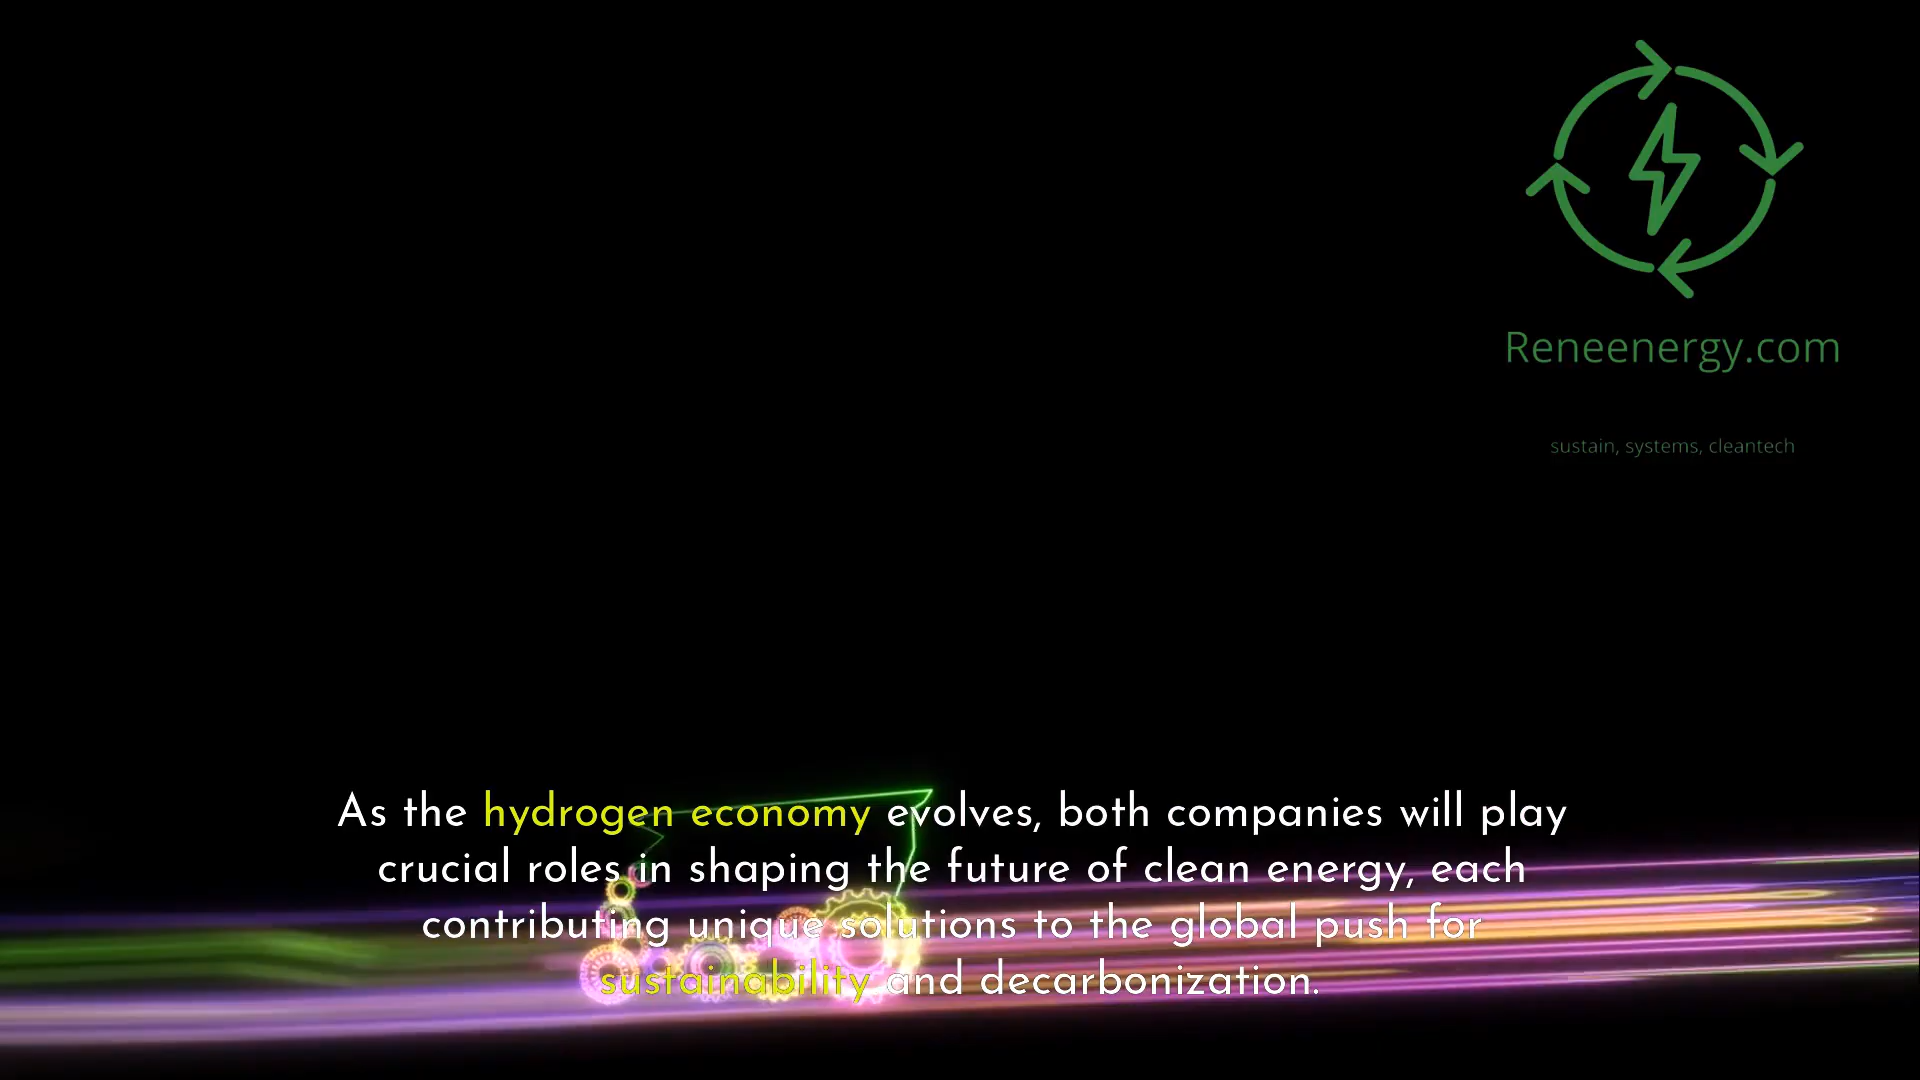 Reneenergy.com
sustain, systems, cleantech
As the hydrogen economy evolves, both companies will play
crucial roles in shaping the future of clean energy, each
contributing unique solutions to the global push for
sustainability and decarbonization.